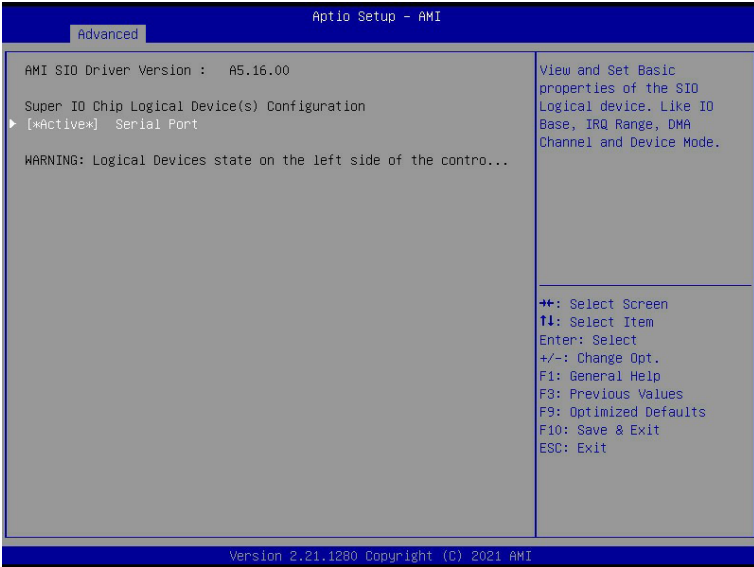 Aptio Setup – AMI
Advanced
AMI SIO Driver Version : A5.16.00
Super IO Chip Logical Device(s) Configuration
[*Active*] Serial Port
WARNING: Logical Devices state on the left side of the contro...
View and Set Basic
properties of the SIO
Logical device. Like IO
Base, IRQ Range, DMA
Channel and Device Mode.
→←: Select Screen
↑↓: Select Item
Enter: Select
+/-: Change Opt.
F1: General Help
F3: Previous Values
F9: Optimized Defaults
F10: Save & Exit
ESC: Exit
Version 2.21.1280 Copyright (C) 2021 AMI